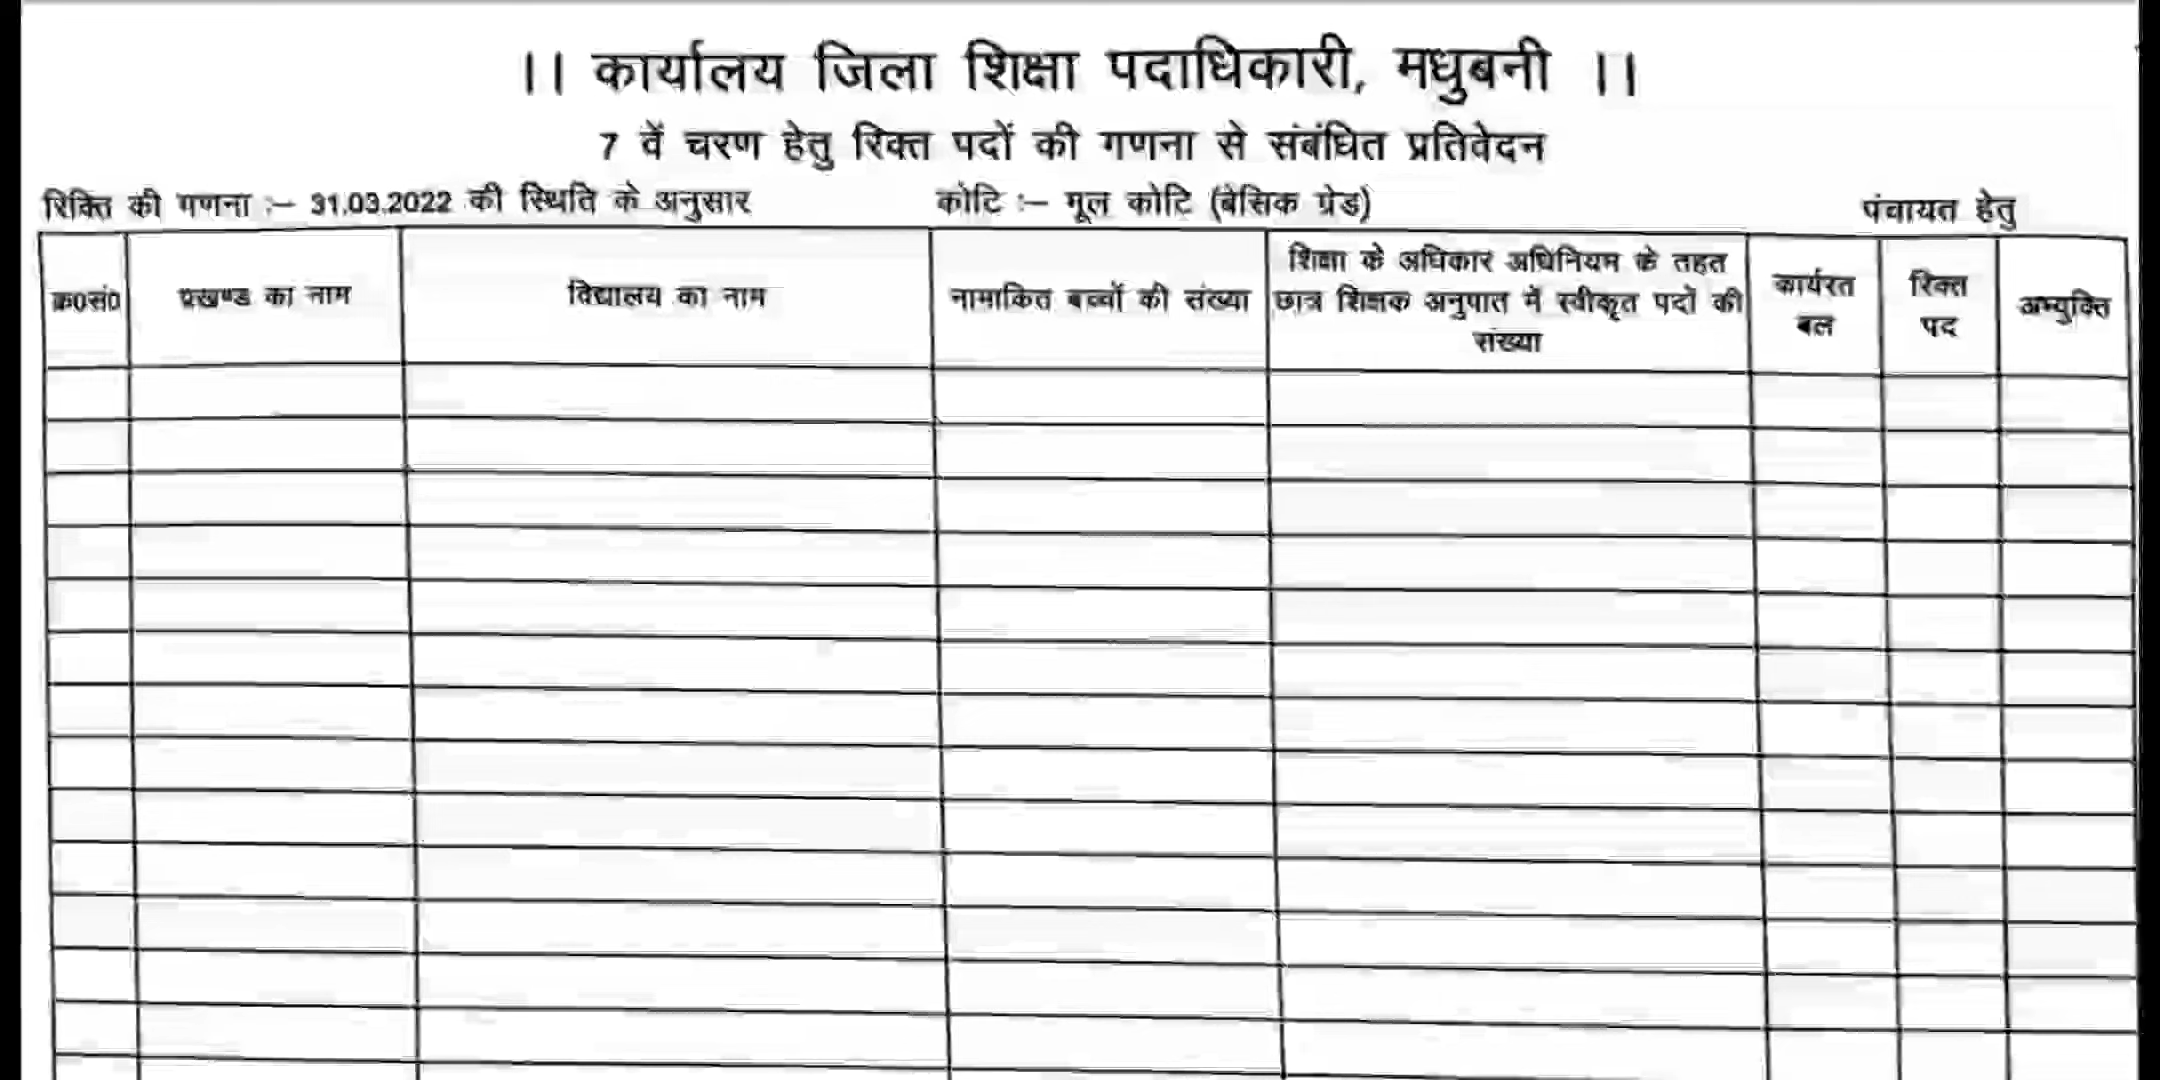 ।। कार्यालय जिला शिक्षा पदाधिकारी, मधुबनी ।।
7 वें चरण हेतु रिक्त पदों की गणना से संबंधित प्रतिवेदन
रिक्ति की गणना :– 31.03.2022 की स्थिति के अनुसार कोटि :– मूल कोटि (बेसिक ग्रेड) पंचायत हेतु
क्र0सं0
प्रखण्ड का नाम
विद्यालय का नाम
नामांकित बच्चों की संख्या
शिक्षा के अधिकार अधिनियम के तहत
छात्र शिक्षक अनुपात में स्वीकृत पदों की
संख्या
कार्यरत
बल
रिक्त
पद
अभ्युक्ति